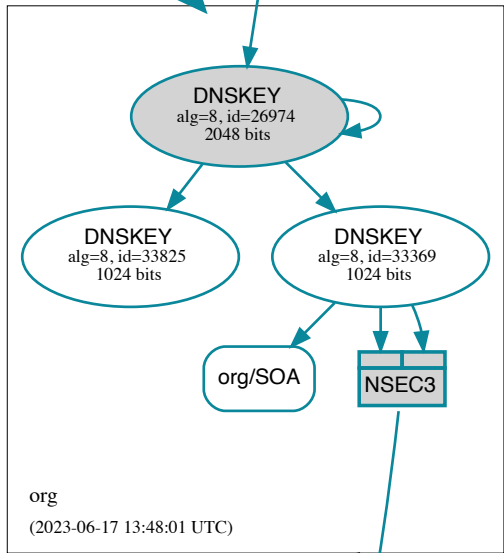 DNSKEY
alg=8, id=26974
2048 bits
DNSKEY
alg=8, id=33825
1024 bits
DNSKEY
alg=8, id=33369
1024 bits
org/SOA
NSEC3
org
(2023-06-17 13:48:01 UTC)